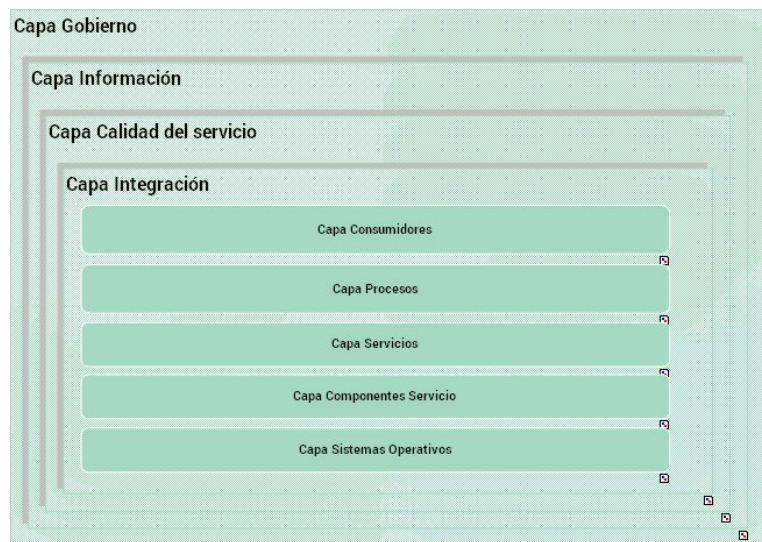 Capa Gobierno
Capa Información
Capa Calidad del servicio
Capa Integración
Capa Consumidores
Capa Procesos
Capa Servicios
Capa Componentes Servicio
Capa Sistemas Operativos